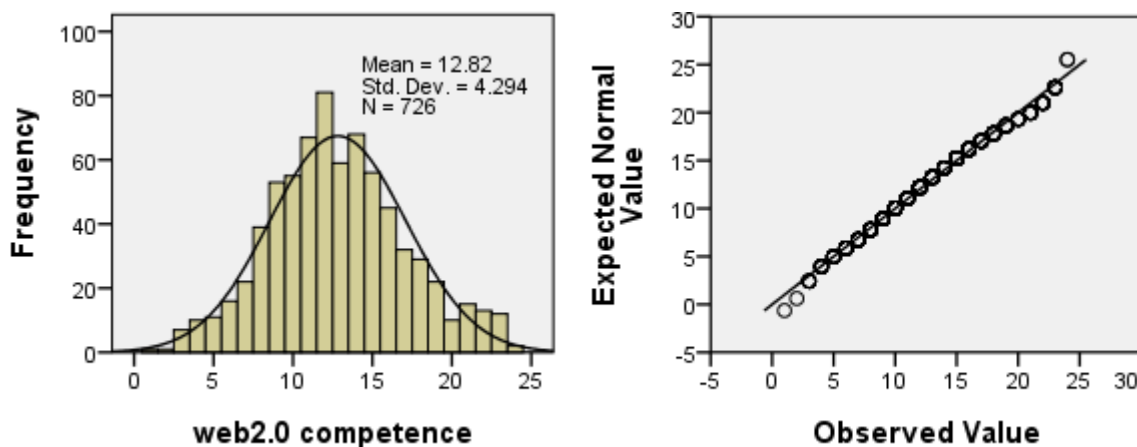 100
80
60
40
20
0
Frequency
Mean = 12.82
Std. Dev. = 4.294
N = 726
0 5 10 15 20 25
web2.0 competence
30
25
20
15
10
5
0
-5
Expected Normal
Value
-5 0 5 10 15 20 25 30
Observed Value